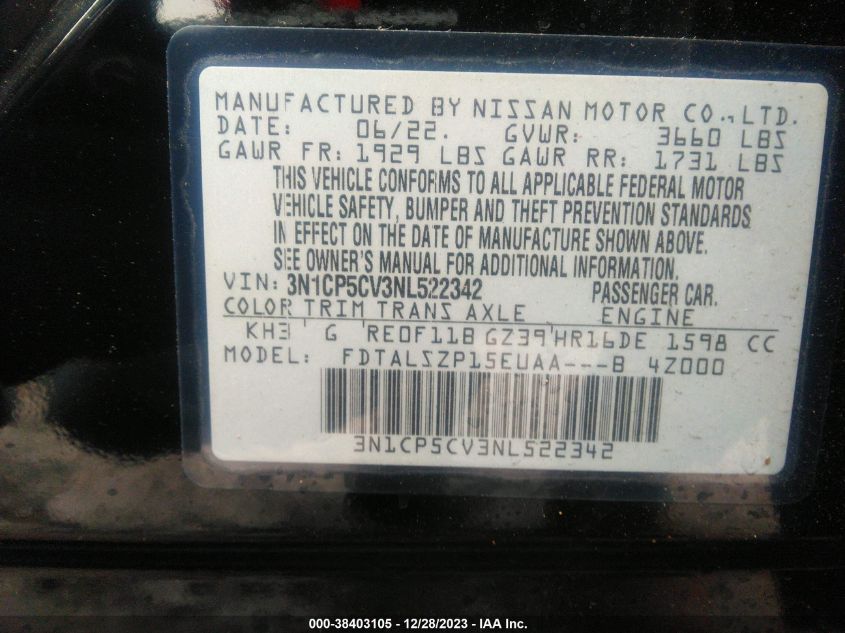 MANUFACTURED BY NISSAN MOTOR CO., LTD.
DATE: 06/22. GVWR: 3660 LBS
GAWR FR: 1929 LBS GAWR RR: 1731 LBS
THIS VEHICLE CONFORMS TO ALL APPLICABLE FEDERAL MOTOR
VEHICLE SAFETY, BUMPER AND THEFT PREVENTION STANDARDS
IN EFFECT ON THE DATE OF MANUFACTURE SHOWN ABOVE.
SEE OWNER'S MANUAL FOR ADDITIONAL INFORMATION.
VIN: 3N1CP5CV3NL522342 PASSENGER CAR.
COLOR TRIM TRANS AXLE ENGINE
KH3 G RE0F11B GZ39 HR16DE 1598 CC
MODEL: FDTALSZP15EUAA---B 4Z000
3N1CP5CV3NL522342
000-38403105 - 12/28/2023 - IAA Inc.